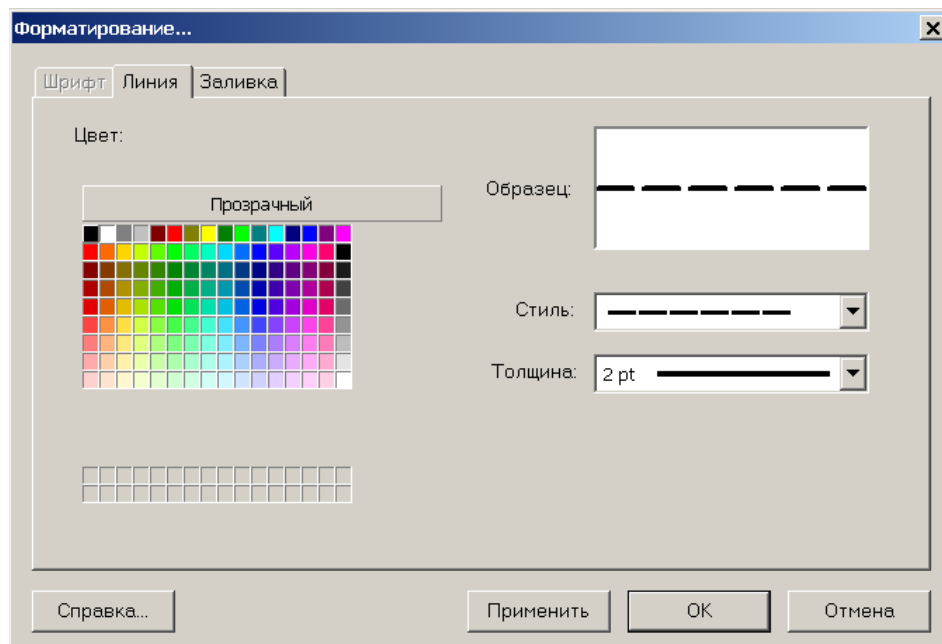 Форматирование...
Шрифт Линия Заливка
Цвет:
Прозрачный
Образец:
Стиль:
Толщина: 2 pt
Справка... Применить OK Отмена